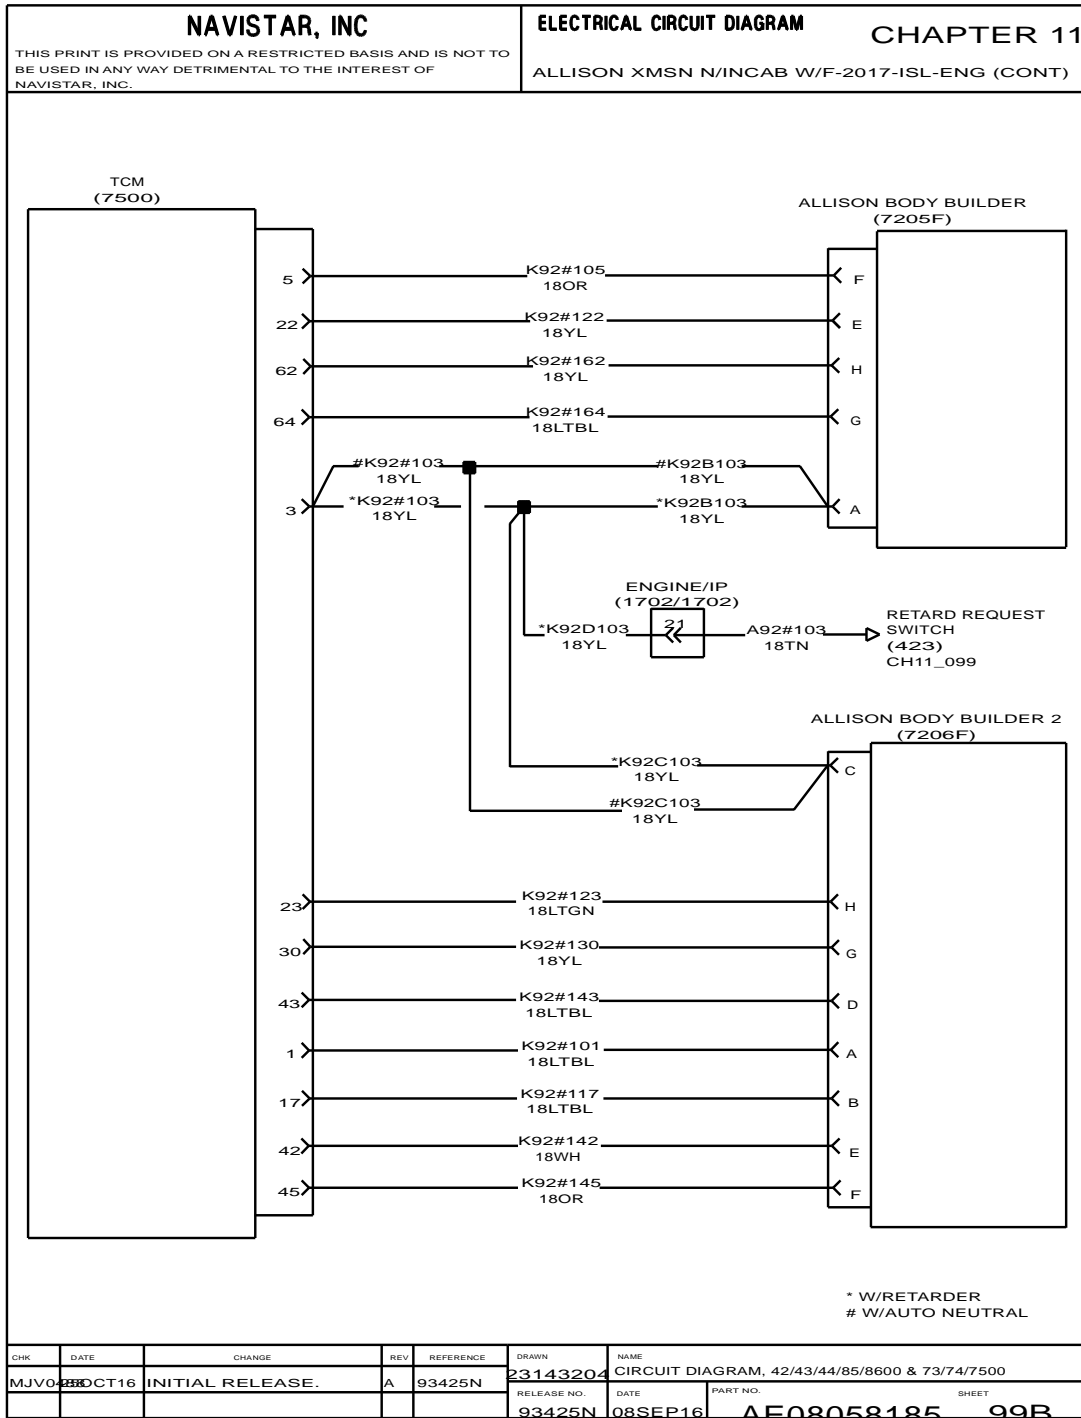 NAVISTAR, INC
THIS PRINT IS PROVIDED ON A RESTRICTED BASIS AND IS NOT TO
BE USED IN ANY WAY DETRIMENTAL TO THE INTEREST OF
NAVISTAR, INC.
ELECTRICAL CIRCUIT DIAGRAM
CHAPTER 11
ALLISON XMSN N/INCAB W/F-2017-ISL-ENG (CONT)
TCM
(7500)
ALLISON BODY BUILDER
(7205F)
5
K92#105
18OR
F
22
K92#122
18YL
E
62
K92#162
18YL
H
64
K92#164
18LTBL
G
#K92#103
18YL
#K92B103
18YL
3
*K92#103
18YL
*K92B103
18YL
A
ENGINE/IP
(1702/1702)
*K92D103
18YL
21
A92#103
18TN
RETARD REQUEST
SWITCH
(423)
CH11_099
ALLISON BODY BUILDER 2
(7206F)
*K92C103
18YL
C
#K92C103
18YL
23
K92#123
18LTGN
H
30
K92#130
18YL
G
43
K92#143
18LTBL
D
1
K92#101
18LTBL
A
17
K92#117
18LTBL
B
42
K92#142
18WH
E
45
K92#145
18OR
F
* W/RETARDER
# W/AUTO NEUTRAL
CHK DATE CHANGE REV REFERENCE
INITIAL RELEASE. A 93425N
DRAWN
23143204
NAME
CIRCUIT DIAGRAM, 42/43/44/85/8600 & 73/74/7500
RELEASE NO.
93425N
DATE
08SEP16
PART NO.
AE08058185
SHEET
99B